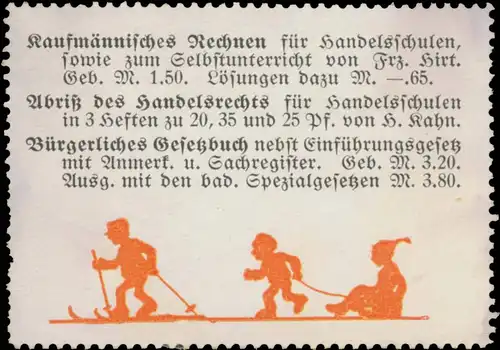 Kaufmännisches Rechnen für Handelsschulen,
sowie zum Selbstunterricht von Frz. Hirt.
Geb. M. 1.50. Lösungen dazu M. —.65.
Abriß des Handelsrechts für Handelsschulen
in 3 Heften zu 20, 35 und 25 Pf. von H. Kahn.
Bürgerliches Gesetzbuch nebst Einführungsgesetz
mit Anmerk. u. Sachregister. Geb. M. 3.20.
Ausg. mit den bad. Spezialgesetzen M. 3.80.